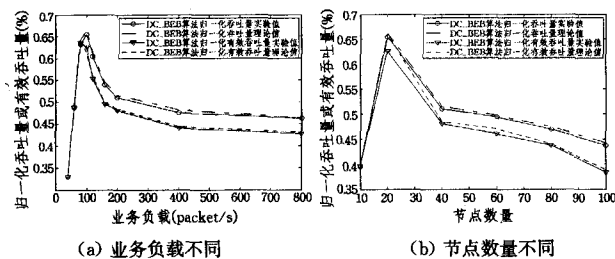 归一化吞吐量或有效吞吐量(%)
0.7
0.65
0.6
0.55
0.5
0.45
0.4
0.35
DC_BEB算法归一化吞吐量实验值
DC_BEB算法归一化吞吐量理论值
DC_BEB算法归一化有效吞吐量实验值
DC_BEB算法归一化有效吞吐量理论值
0 100 200 300 400 500 600 700 800
业务负载(packet/s)
(a) 业务负载不同
归一化吞吐量或有效吞吐量(%)
0.7
0.65
0.6
0.55
0.5
0.45
0.4
0.35
DC_BEB算法归一化吞吐量实验值
DC_BEB算法归一化吞吐量理论值
DC_BEB算法归一化有效吞吐量实验值
DC_BEB算法归一化有效吞吐量理论值
10 20 30 40 50 60 70 80 90 100
节点数量
(b) 节点数量不同